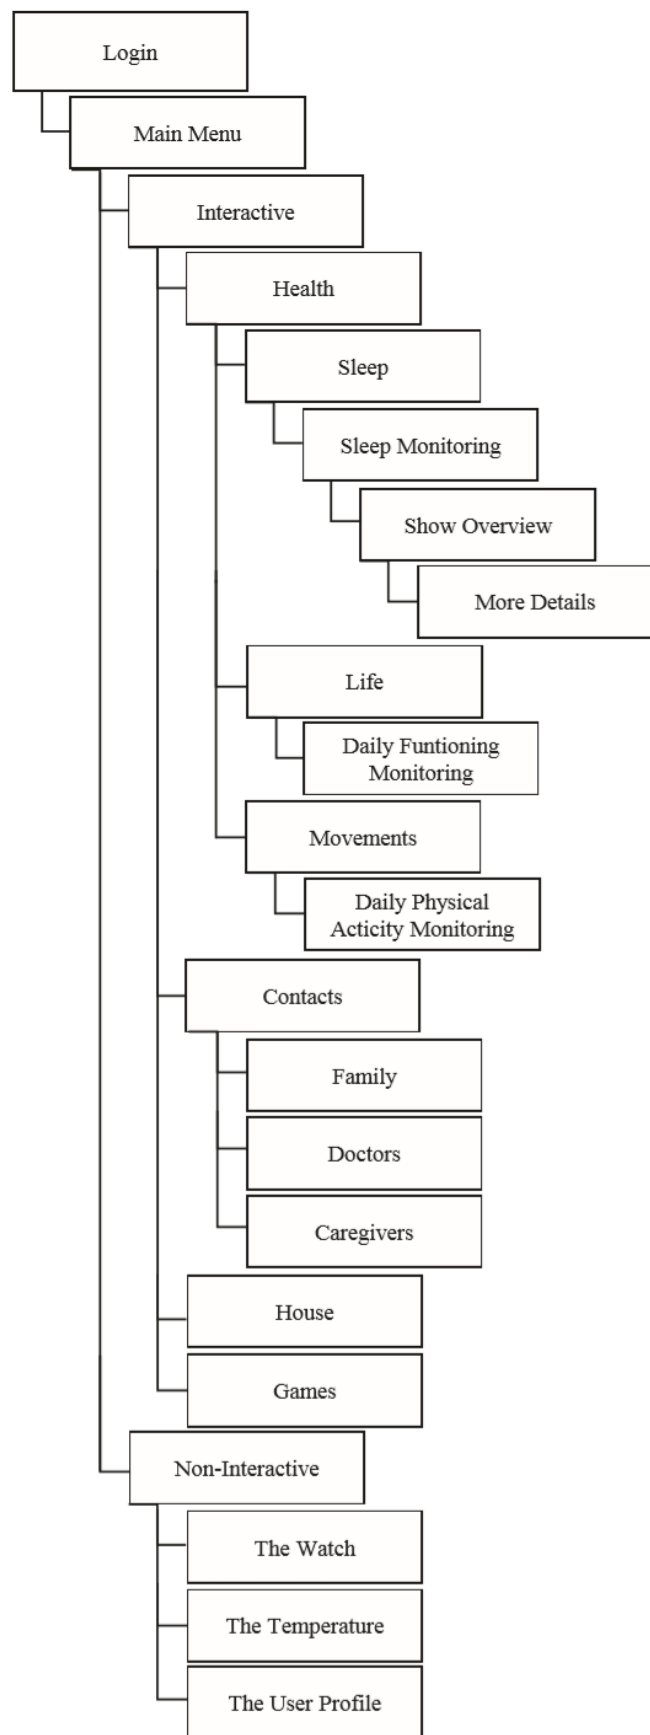 Login
Main Menu
Interactive
Health
Sleep
Sleep Monitoring
Show Overview
More Details
Life
Daily Funtioning
Monitoring
Movements
Daily Physical
Acticity Monitoring
Contacts
Family
Doctors
Caregivers
House
Games
Non-Interactive
The Watch
The Temperature
The User Profile